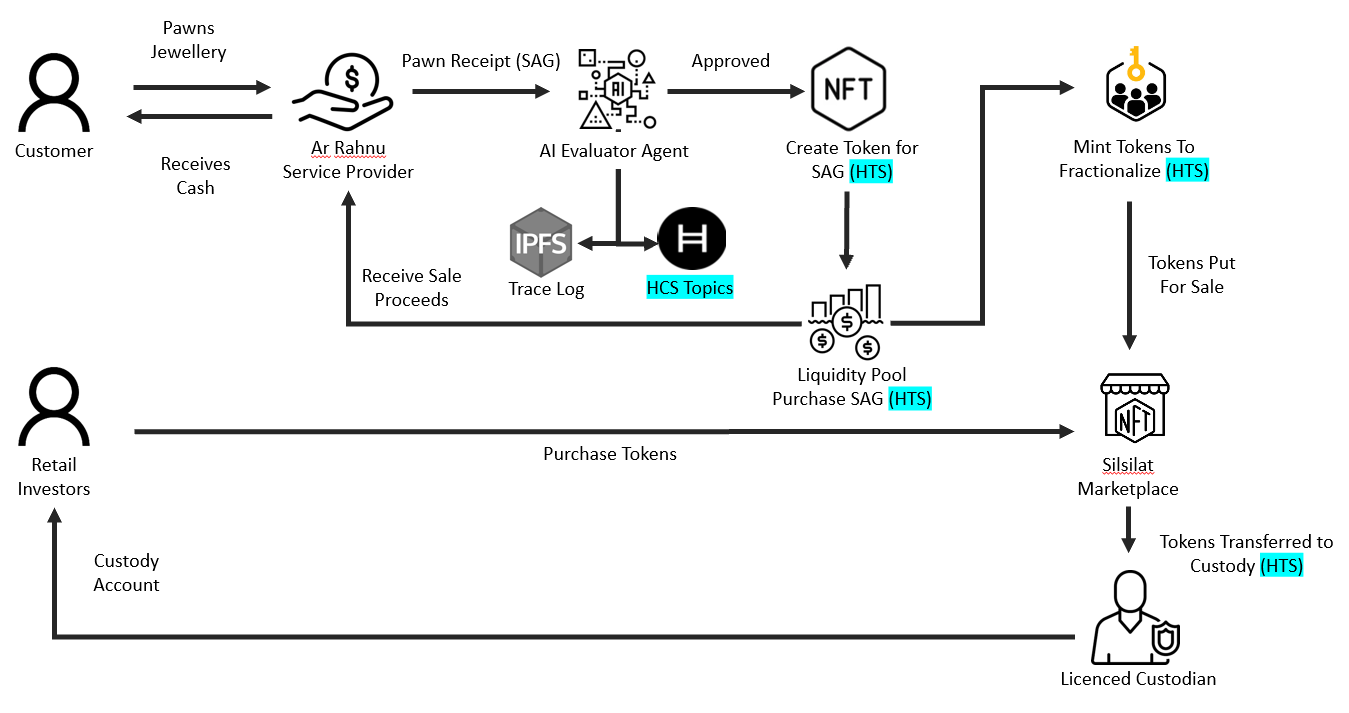 Pawns
Jewellery
Customer
Receives
Cash
$
Ar Rahnu
Service Provider
Pawn Receipt (SAG)
AI
AI Evaluator Agent
Approved
NFT
Create Token for
SAG (HTS)
Mint Tokens To
Fractionalize (HTS)
IPFS
Trace Log
HCS Topics
Receive Sale
Proceeds
$
$
$
Liquidity Pool
Purchase SAG (HTS)
Tokens Put
For Sale
Retail
Investors
Purchase Tokens
NFT
Silsilat
Marketplace
Custody
Account
Tokens Transferred to
Custody (HTS)
Licenced Custodian